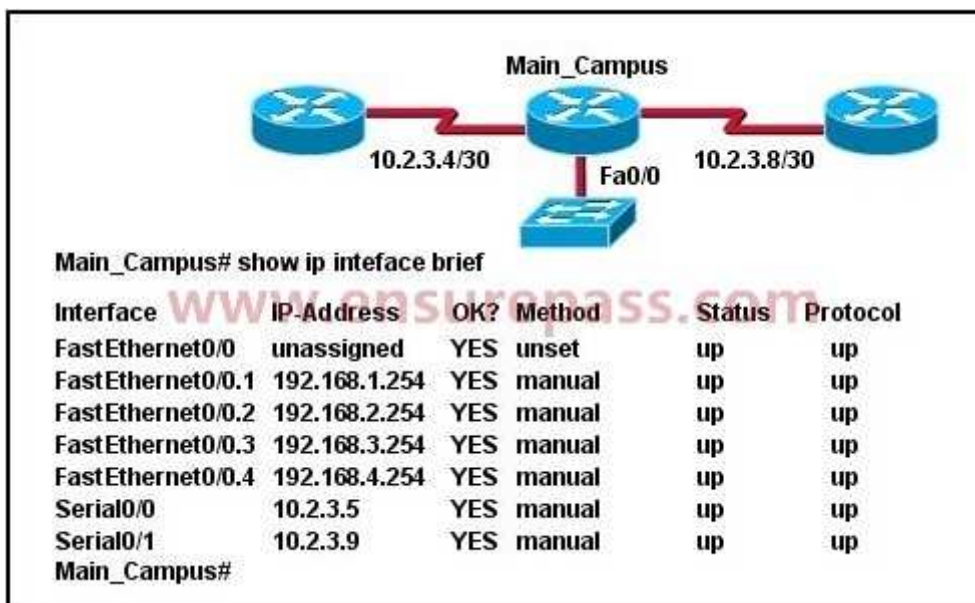 Main_Campus
10.2.3.4/30
10.2.3.8/30
Fa0/0
Main_Campus# show ip inteface brief
www.ensurepass.com
Interface IP-Address OK? Method Status Protocol
FastEthernet0/0 unassigned YES unset up up
FastEthernet0/0.1 192.168.1.254 YES manual up up
FastEthernet0/0.2 192.168.2.254 YES manual up up
FastEthernet0/0.3 192.168.3.254 YES manual up up
FastEthernet0/0.4 192.168.4.254 YES manual up up
Serial0/0 10.2.3.5 YES manual up up
Serial0/1 10.2.3.9 YES manual up up
Main_Campus#